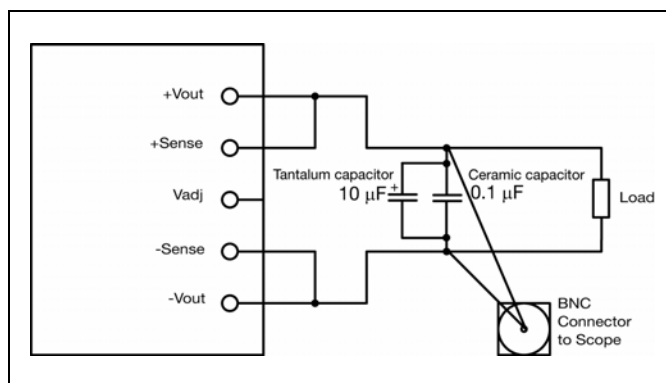 +Vout
+Sense
Vadj
-Sense
-Vout
Tantalum capacitor
10 μF
+
Ceramic capacitor
0.1 μF
Load
BNC
Connector
to Scope